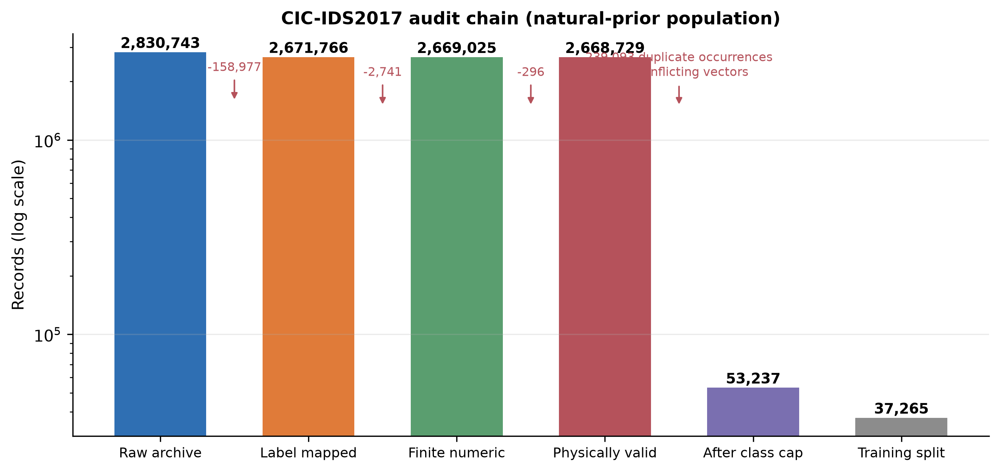 CIC-IDS2017 audit chain (natural-prior population)
2,830,743
2,671,766
2,669,025
2,668,729
-158,977
-2,741
-296
239,093 duplicate occurrences
vectors
10^6
10^5
Records (log scale)
53,237
37,265
Raw archive
Label mapped
Finite numeric
Physically valid
After class cap
Training split